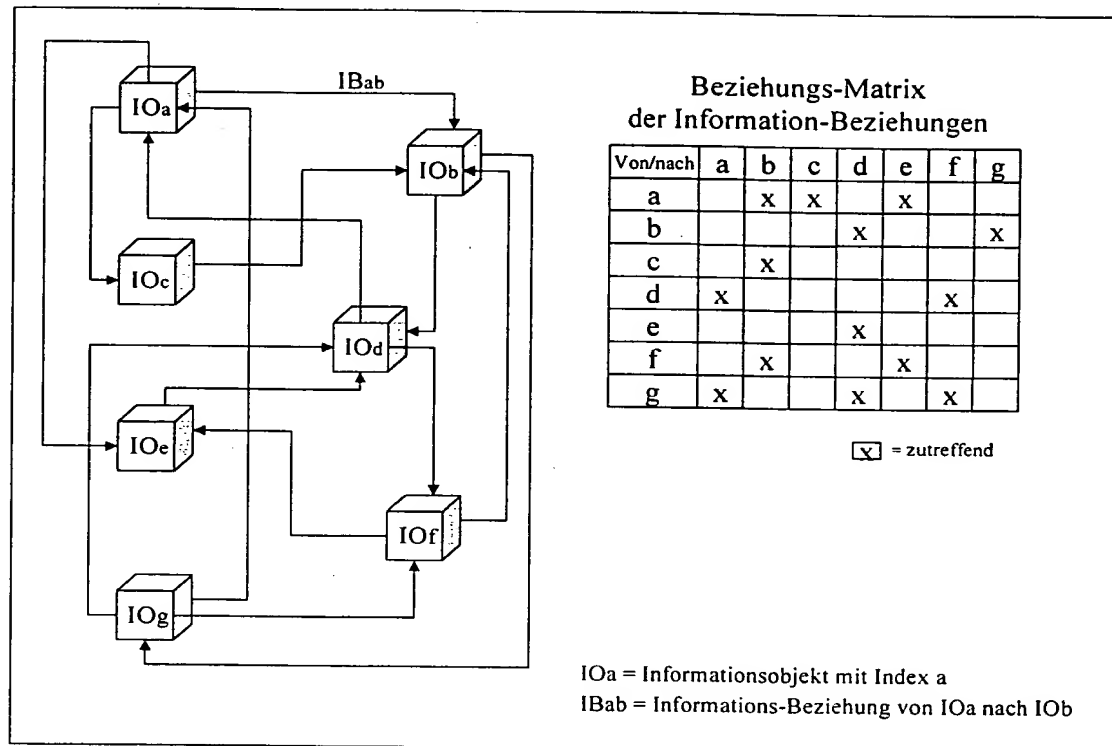 IOa
IBab
IOb
IOc
IOd
IOe
IOf
IOg
Beziehungs-Matrix
der Information-Beziehungen
Von/nach a b c d e f g
a x x x
b x x
c x
d x x
e x
f x x
g x x x
x = zutreffend
IOa = Informationsobjekt mit Index a
IBab = Informations-Beziehung von IOa nach IOb